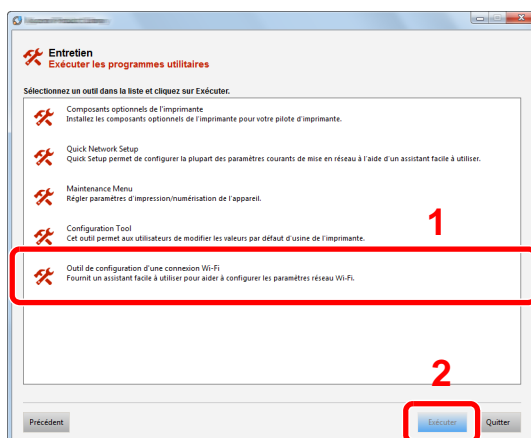 Entretien
Exécuter les programmes utilitaires
Sélectionnez un outil dans la liste et cliquez sur Exécuter.
Composants optionnels de l'imprimante
Installez les composants optionnels de l'imprimante pour votre pilote d'imprimante.
Quick Network Setup
Quick Setup permet de configurer la plupart des paramètres courants de mise en réseau à l'aide d'un assistant facile à utiliser.
Maintenance Menu
Régler paramètres d'impression/numérisation de l'appareil.
1
Configuration Tool
Cet outil permet aux utilisateurs de modifier les valeurs par défaut d'usine de l'imprimante.
Outil de configuration d'une connexion Wi-Fi
Fournit un assistant facile à utiliser pour aider à configurer les paramètres réseau Wi-Fi.
2
Précédent
Exécuter
Quitter